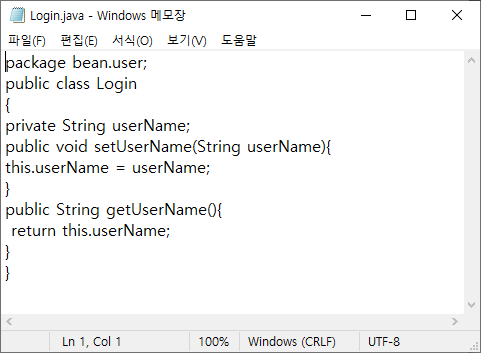 Login.java - Windows 메모장
파일(F) 편집(E) 서식(O) 보기(V) 도움말
package bean.user;
public class Login
{
private String userName;
public void setUserName(String userName){
this.userName = userName;
}
public String getUserName(){
 return this.userName;
}
}
Ln 1, Col 1 100% Windows (CRLF) UTF-8